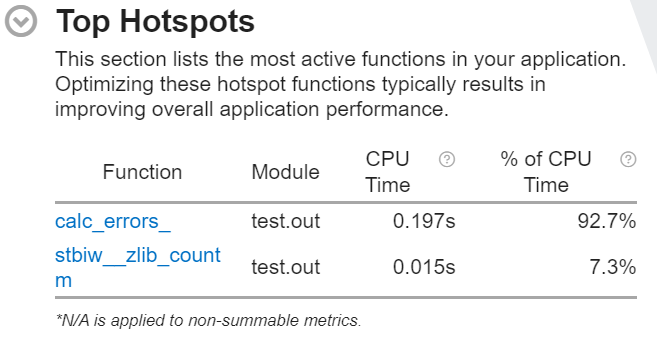 Top Hotspots
This section lists the most active functions in your application.
Optimizing these hotspot functions typically results in
improving overall application performance.
Function Module CPU Time ? % of CPU Time ?
calc_errors_ test.out 0.197s 92.7%
stbiw__zlib_count
m test.out 0.015s 7.3%
*N/A is applied to non-summable metrics.